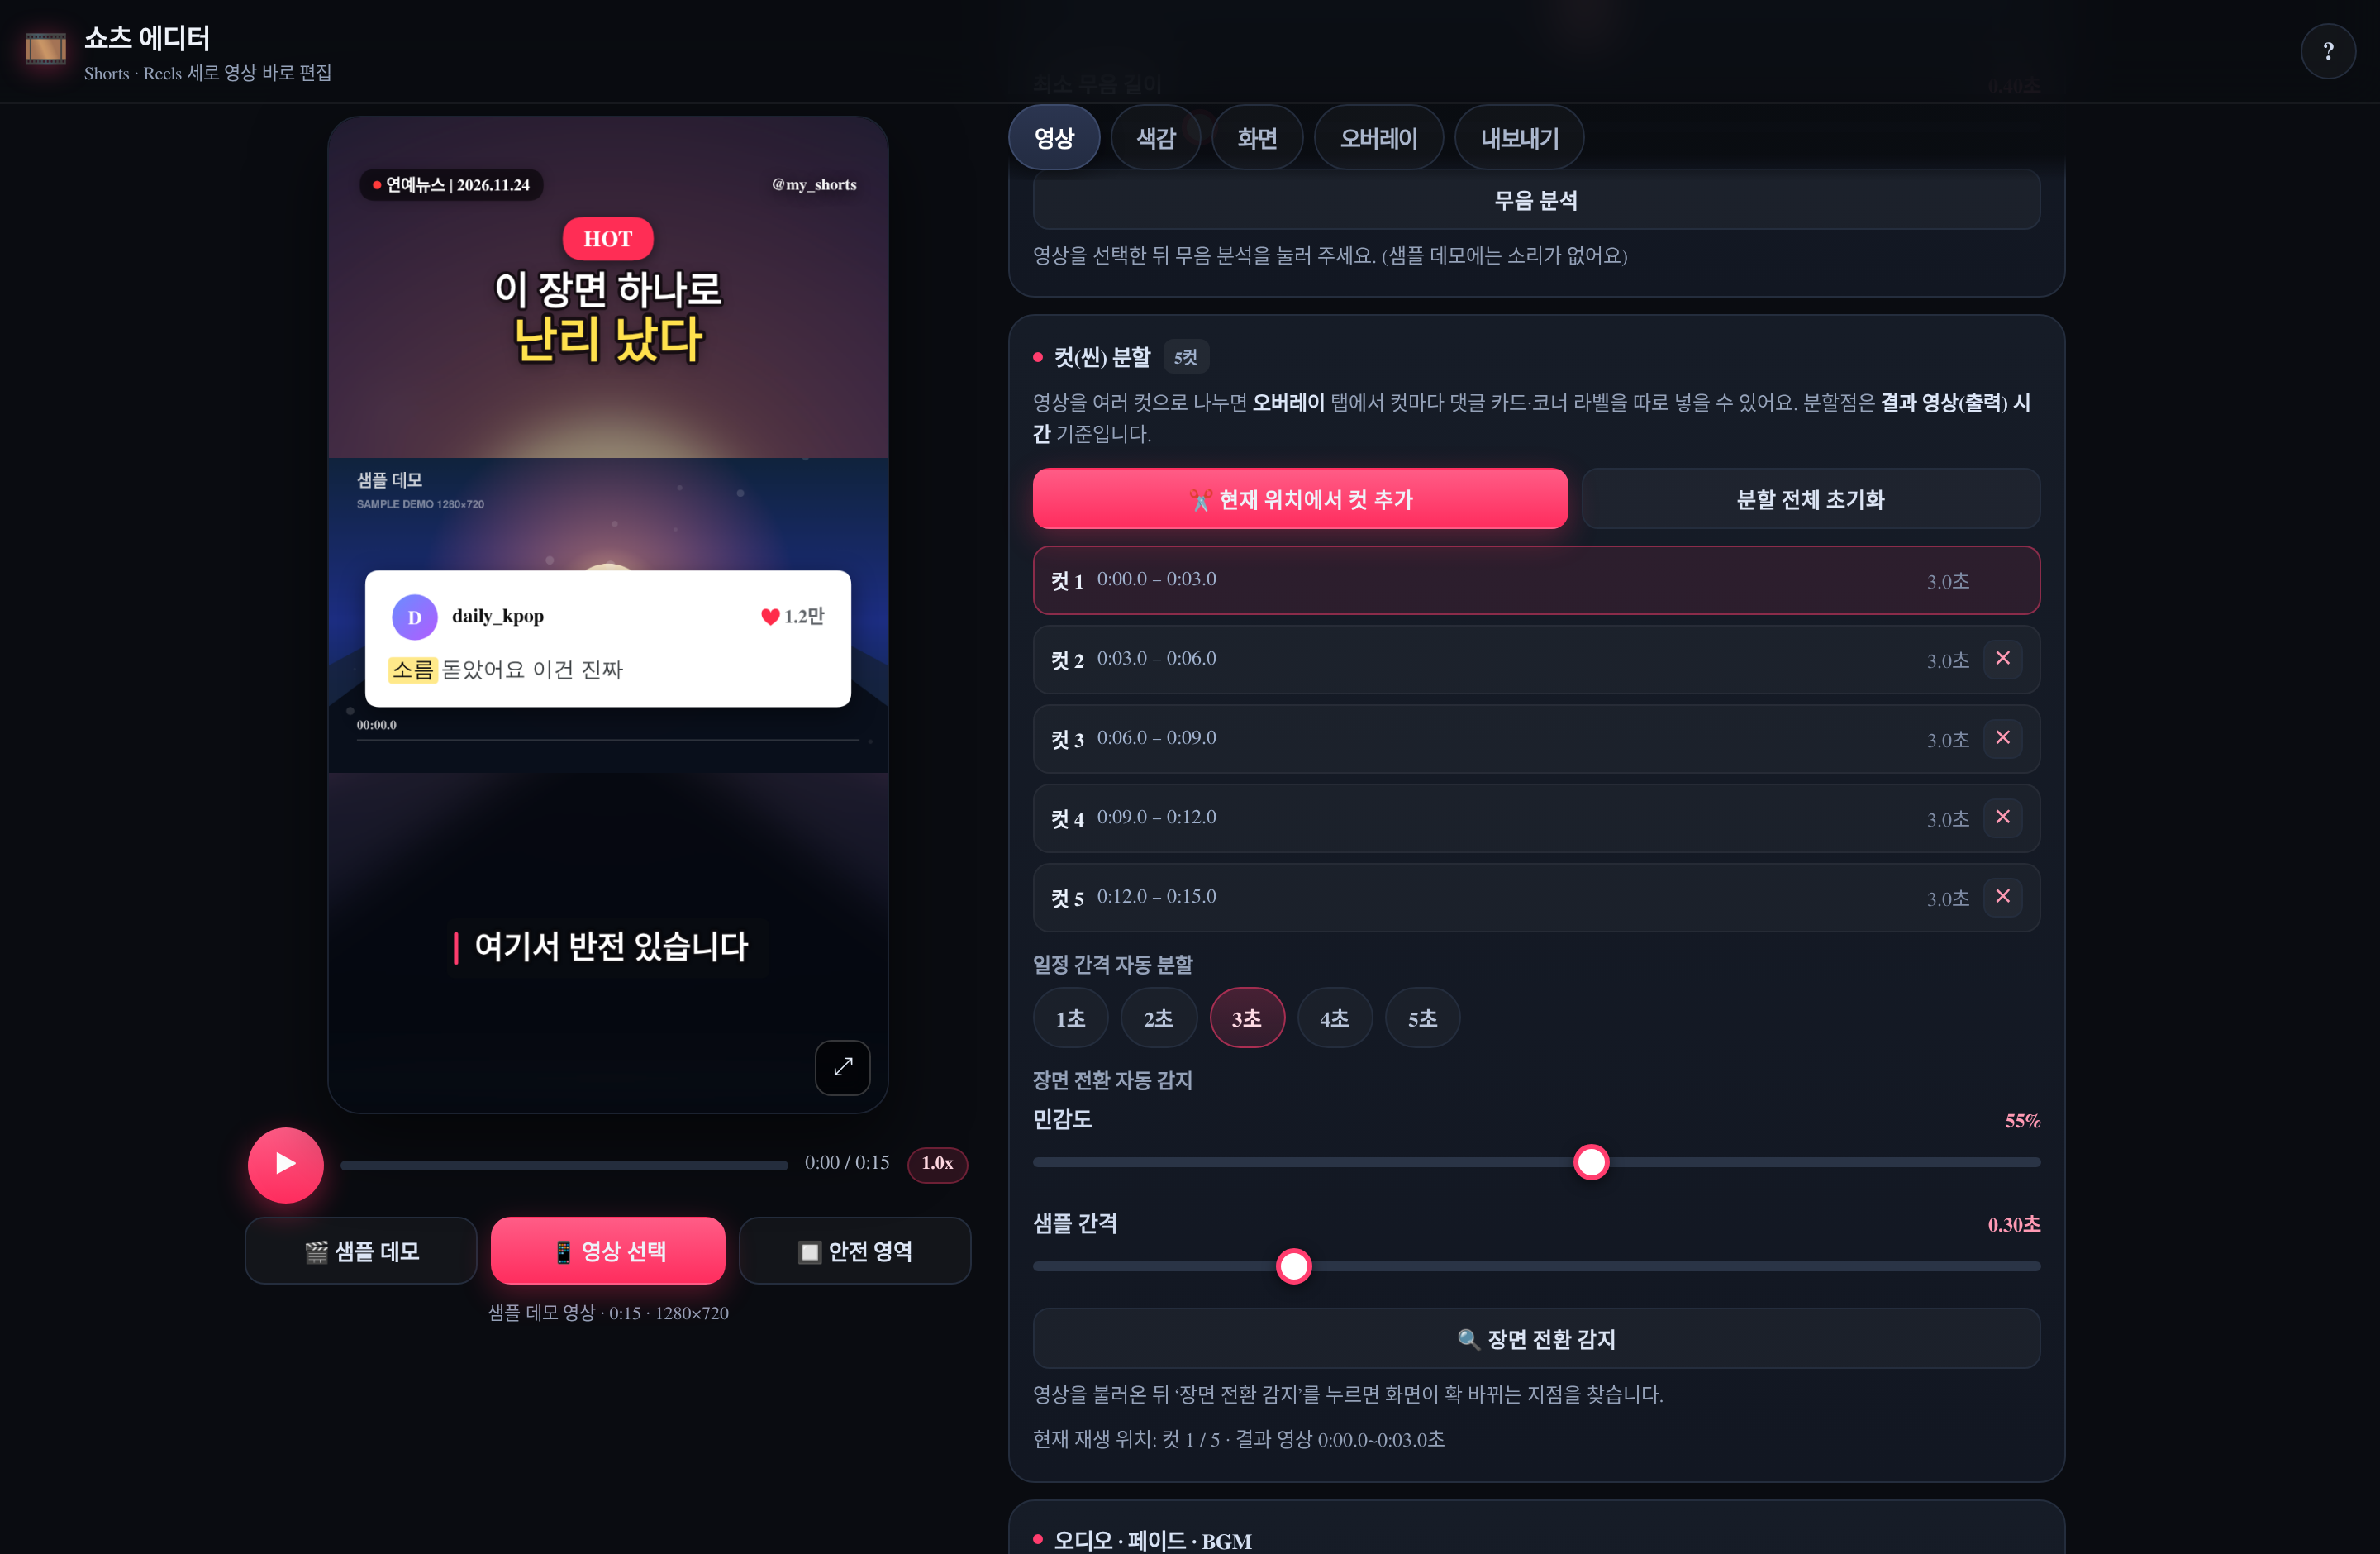 쇼츠 에디터
Shorts · Reels 세로 영상 바로 편집
?
연예뉴스 | 2026.11.24
@my_shorts
HOT
이 장면 하나로
난리 났다
샘플 데모
SAMPLE DEMO 1280×720
D
daily_kpop
1.2만
소름 돋았어요 이건 진짜
00:00.0
여기서 반전 있습니다
0:00 / 0:15
1.0x
샘플 데모
영상 선택
안전 영역
샘플 데모 영상 · 0:15 · 1280×720
최소 무음 길이
0.40초
영상
색감
화면
오버레이
내보내기
무음 분석
영상을 선택한 뒤 무음 분석을 눌러 주세요. (샘플 데모에는 소리가 없어요)
컷(씬) 분할
5컷
영상을 여러 컷으로 나누면 오버레이 탭에서 컷마다 댓글 카드·코너 라벨을 따로 넣을 수 있어요. 분할점은 결과 영상(출력) 시
간 기준입니다.
현재 위치에서 컷 추가
분할 전체 초기화
컷 1 0:00.0 – 0:03.0 3.0초
컷 2 0:03.0 – 0:06.0 3.0초
컷 3 0:06.0 – 0:09.0 3.0초
컷 4 0:09.0 – 0:12.0 3.0초
컷 5 0:12.0 – 0:15.0 3.0초
일정 간격 자동 분할
1초
2초
3초
4초
5초
장면 전환 자동 감지
민감도
55%
샘플 간격
0.30초
장면 전환 감지
영상을 불러온 뒤 '장면 전환 감지'를 누르면 화면이 확 바뀌는 지점을 찾습니다.
현재 재생 위치: 컷 1 / 5 · 결과 영상 0:00.0~0:03.0초
오디오 · 페이드 · BGM